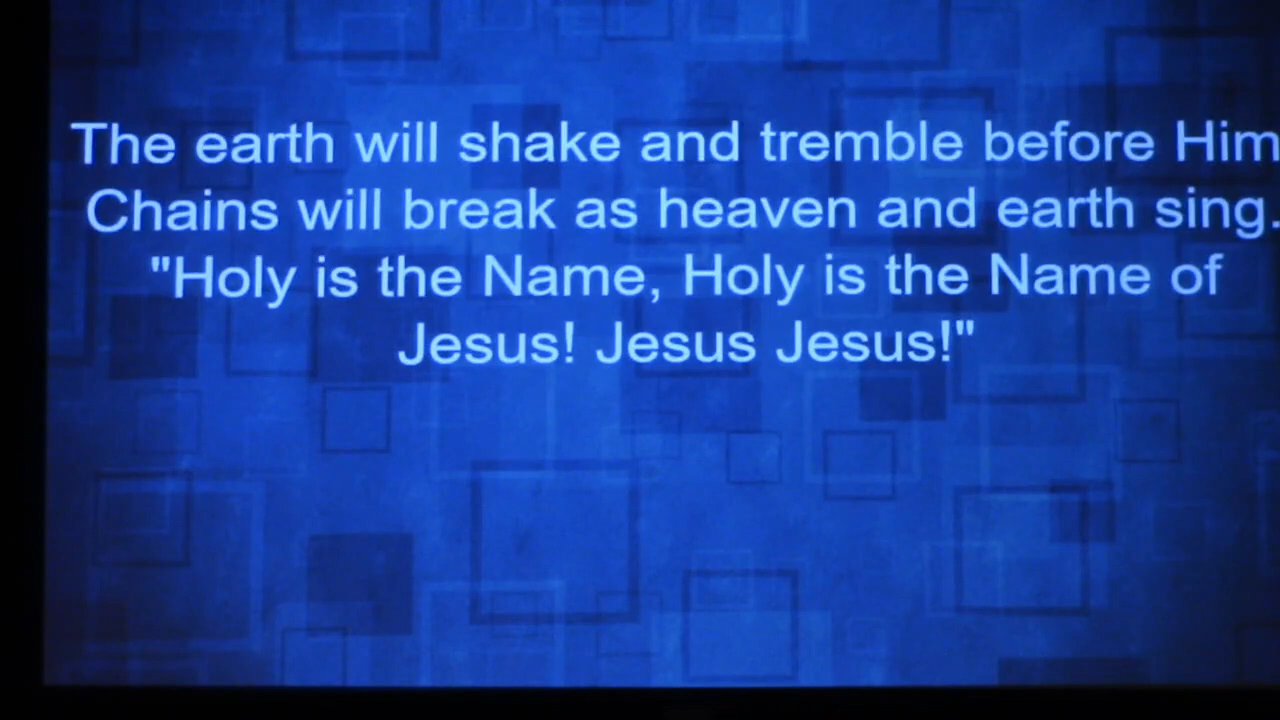 The earth will shake and tremble before Him
Chains will break as heaven and earth sing.
"Holy is the Name, Holy is the Name of
Jesus! Jesus Jesus!"